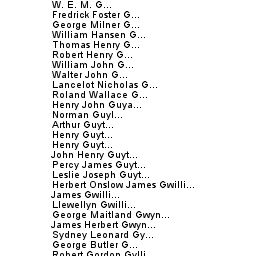 W. E. M. G...
Fredrick Foster G...
George Milner G...
William Hansen G...
Thomas Henry G...
Robert Henry G...
William John G...
Walter John G...
Lancelot Nicholas G...
Roland Wallace G...
Henry John Guya...
Norman Guyl...
Arthur Guyt...
Henry Guyt...
Henry Guyt...
John Henry Guyt...
Percy James Guyt...
Leslie Joseph Guyt...
Herbert Onslow James Gwilli...
James Gwilli...
Llewellyn Gwilli...
George Maitland Gwyn...
James Herbert Gwyn...
Sydney Leonard Gy...
George Butler G...
Robert Gordon Gylli...